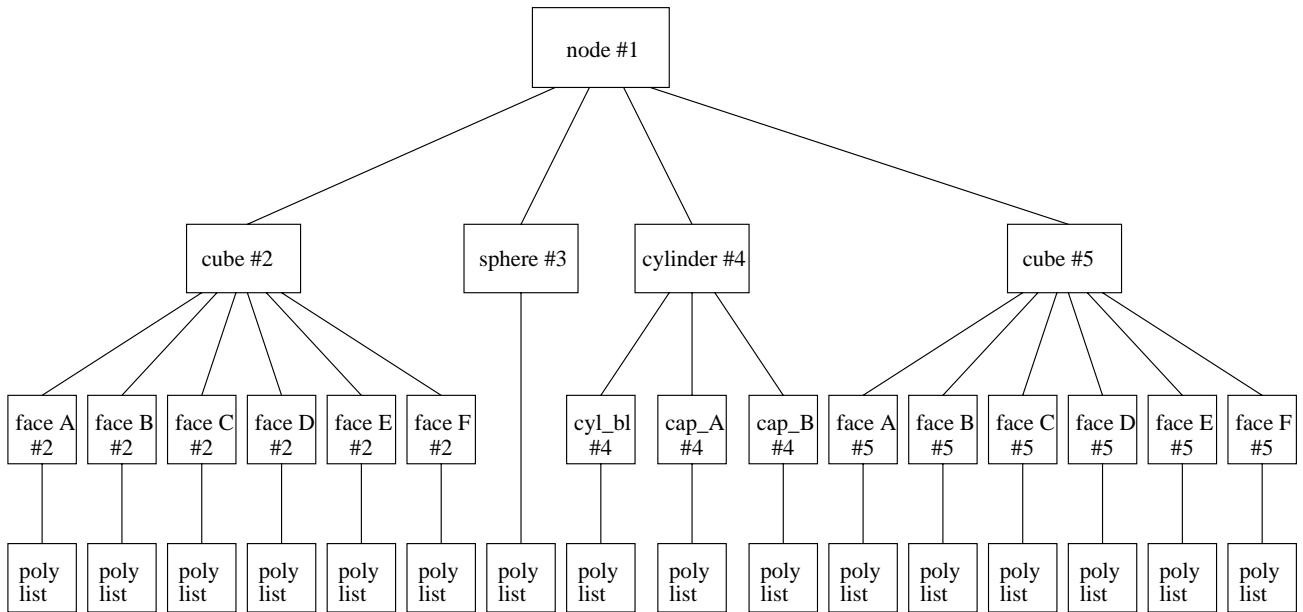 node #1
cube #2
sphere #3
cylinder #4
cube #5
face A
#2
face B
#2
face C
#2
face D
#2
face E
#2
face F
#2
cyl_bl
#4
cap_A
#4
cap_B
#4
face A
#5
face B
#5
face C
#5
face D
#5
face E
#5
face F
#5
poly
list
poly
list
poly
list
poly
list
poly
list
poly
list
poly
list
poly
list
poly
list
poly
list
poly
list
poly
list
poly
list
poly
list
poly
list
poly
list